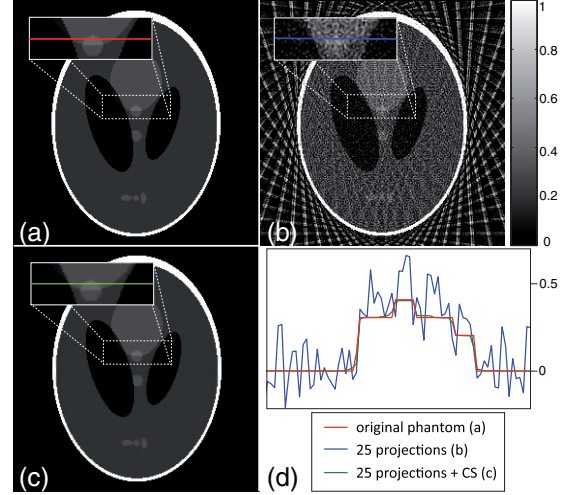 (a)
(b)
1
0.8
0.6
0.4
0.2
0
(c)
(d)
0.5
0
original phantom (a)
25 projections (b)
25 projections + CS (c)